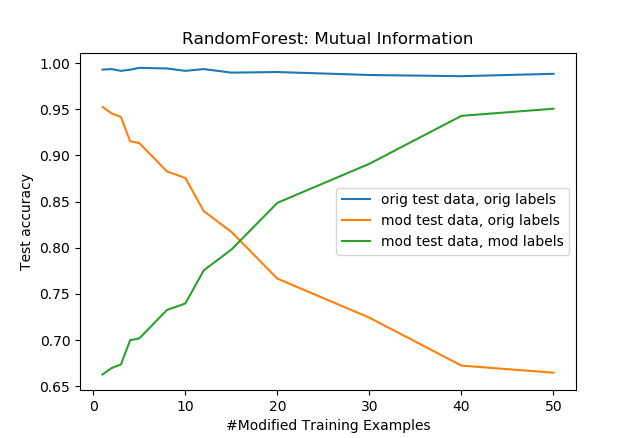 RandomForest: Mutual Information
1.00
0.95
0.90
0.85
0.80
0.75
0.70
0.65
Test accuracy
orig test data, orig labels
mod test data, orig labels
mod test data, mod labels
0 10 20 30 40 50
#Modified Training Examples